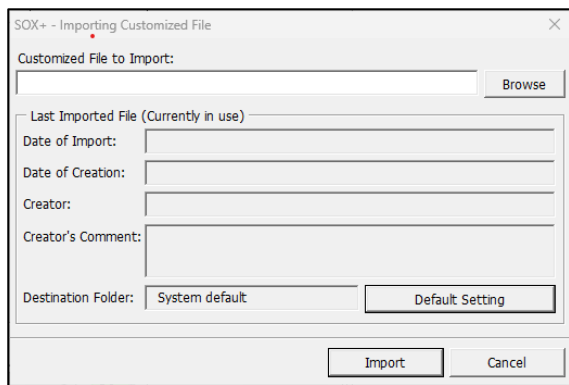 SOX+ - Importing Customized File
Customized File to Import:
Browse
Last Imported File (Currently in use)
Date of Import:
Date of Creation:
Creator:
Creator's Comment:
Destination Folder: System default Default Setting
Import Cancel